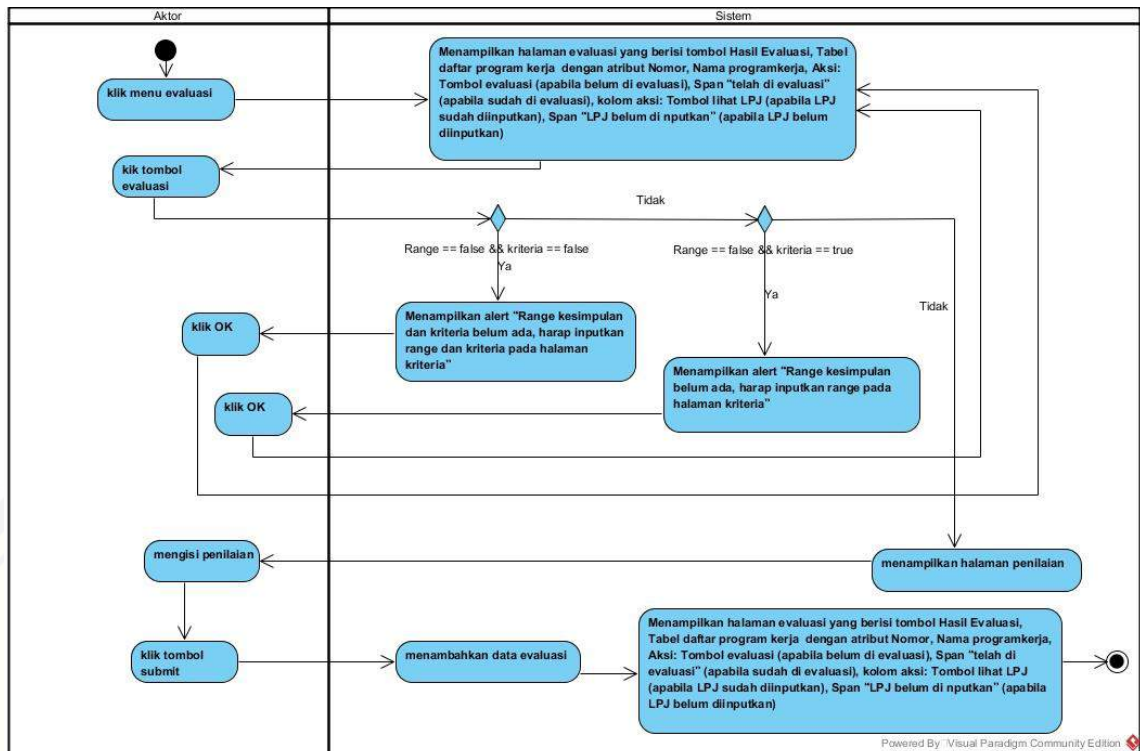 Aktor
Sistem
Menampilkan halaman evaluasi yang berisi tombol Hasil Evaluasi, Tabel
daftar program kerja dengan atribut Nomor, Nama programkerja, Aksi:
Tombol evaluasi (apabila belum di evaluasi), Span "telah di evaluasi"
(apabila sudah di evaluasi), kolom aksi: Tombol lihat LPJ (apabila LPJ
sudah diinputkan), Span "LPJ belum di nputkan" (apabila LPJ belum
diinputkan)
klik menu evaluasi
kik tombol
evaluasi
Tidak
Range == false && kriteria == false
Ya
Range == false && kriteria == true
Ya
Tidak
Menampilkan alert "Range kesimpulan
dan kriteria belum ada, harap inputkan
range dan kriteria pada halaman
kriteria"
klik OK
Menampilkan alert "Range kesimpulan
belum ada, harap inputkan range pada
halaman kriteria"
klik OK
mengisi penilaian
menampilkan halaman penilaian
klik tombol
submit
menambahkan data evaluasi
Menampilkan halaman evaluasi yang berisi tombol Hasil Evaluasi,
Tabel daftar program kerja dengan atribut Nomor, Nama programkerja,
Aksi: Tombol evaluasi (apabila belum di evaluasi), Span "telah di
evaluasi" (apabila sudah di evaluasi), kolom aksi: Tombol lihat LPJ
(apabila LPJ sudah diinputkan), Span "LPJ belum di nputkan" (apabila
LPJ belum diinputkan)
Powered By Visual Paradigm Community Edition